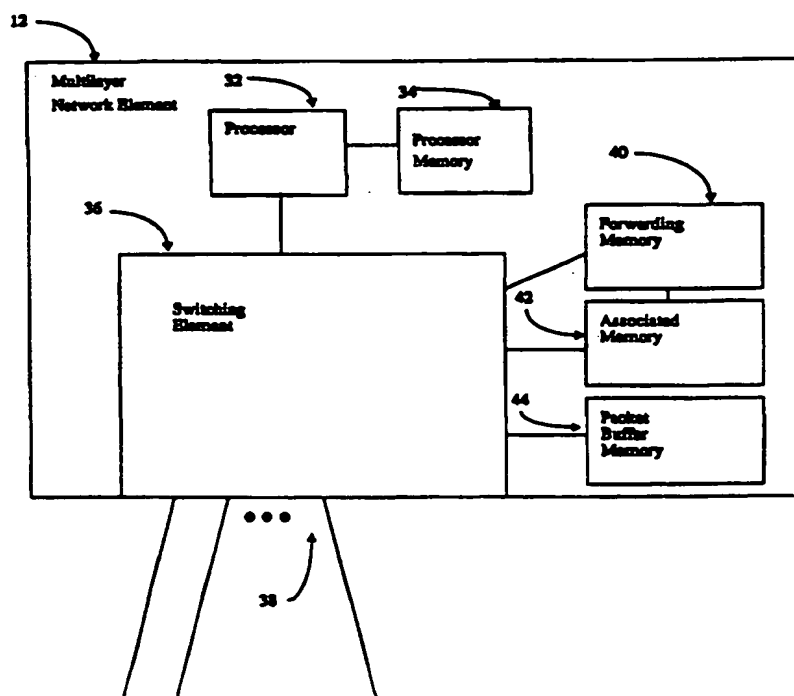 12
Multilayer
Network Element
32
Processor
34
Processor
Memory
40
Forwarding
Memory
36
Switching
Element
42
Associated
Memory
44
Packet
Buffer
Memory
38